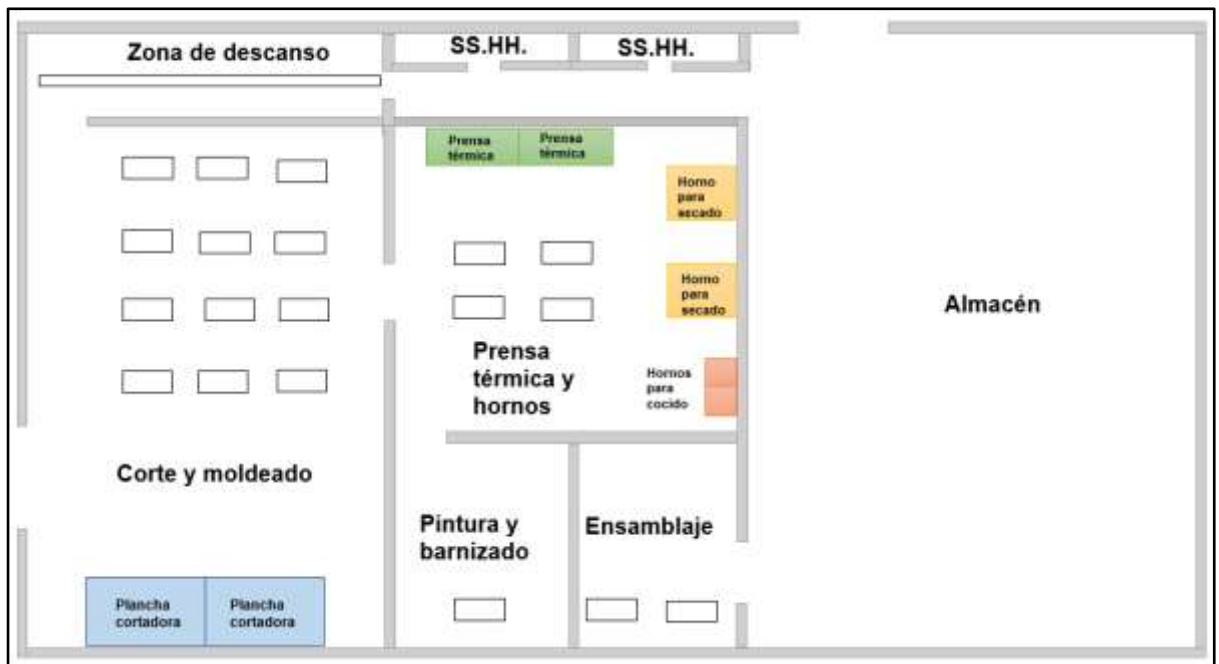 Zona de descanso
SS.HH.
SS.HH.
Prensa
térmica
Prensa
térmica
Horno
para
secado
Horno
para
secado
Almacén
Prensa
térmica y
hornos
Hornos
para
cocido
Corte y moldeado
Pintura y
barnizado
Ensamblaje
Plancha
cortadora
Plancha
cortadora